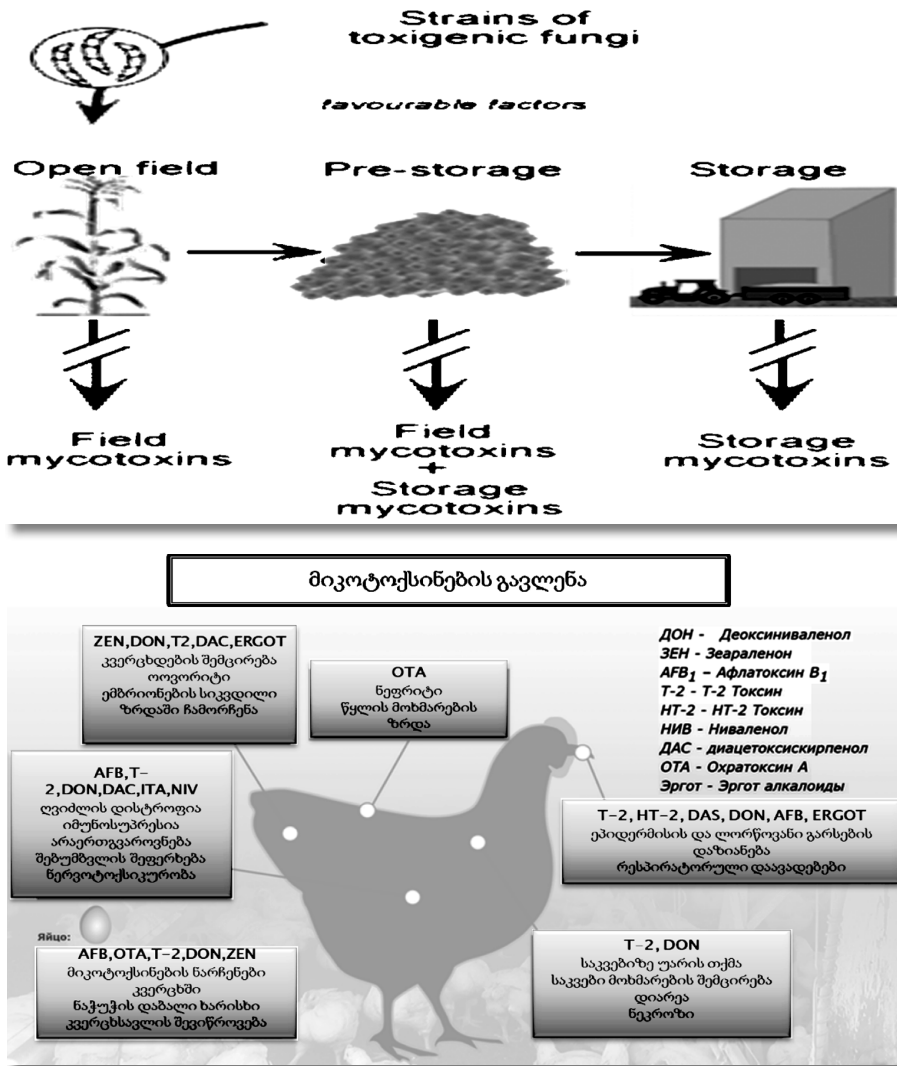 Strains of
toxigenic fungi
favourable factors
Open field
Pre-storage
Storage
Field
mycotoxins
Field
mycotoxins
+
Storage
mycotoxins
Storage
mycotoxins
მიკოტოქსინების გავლენა
ZEN,DON,T2,DAC,ERGOT
კვერცხდების შემცირება
ოოვორიტი
ემბრიონების სიკვდილი
ზრდაში ჩამორჩენა
OTA
ნეფრიტი
წყლის მოხმარების
ზრდა
ДОН - Деоксиниваленол
ЗЕН - Зеараленон
AFB₁ – Афлатоксин В₁
Т-2 - Т-2 Токсин
НТ-2 - НТ-2 Токсин
НИВ - Ниваленол
ДАС - диацетоксискирпенол
ОТА - Охратоксин А
Эргот - Эргот алкалоиды
AFB,T-
2,DON,DAC,ITA,NIV
ღვიძლის დისტროფია
იმუნოსუპრესია
არაერთგვაროვნება
შებუმბვლის შეფერხება
ნერვოტოქსიკურობა
T-2, HT-2, DAS, DON, AFB, ERGOT
ეპიდერმისის და ლორწოვანი გარსების
დაზიანება
რესპირატორული დაავადებები
Яйцо:
AFB,OTA,T-2,DON,ZEN
მიკოტოქსინების ნარჩენები
კვერცხში
ნაჭუჭის დაბალი ხარისხი
კვერცხსავლის შევიწროვება
T-2, DON
საკვებიზე უარის თქმა
საკვები მოხმარების შემცირება
დიარეა
ნეკროზი